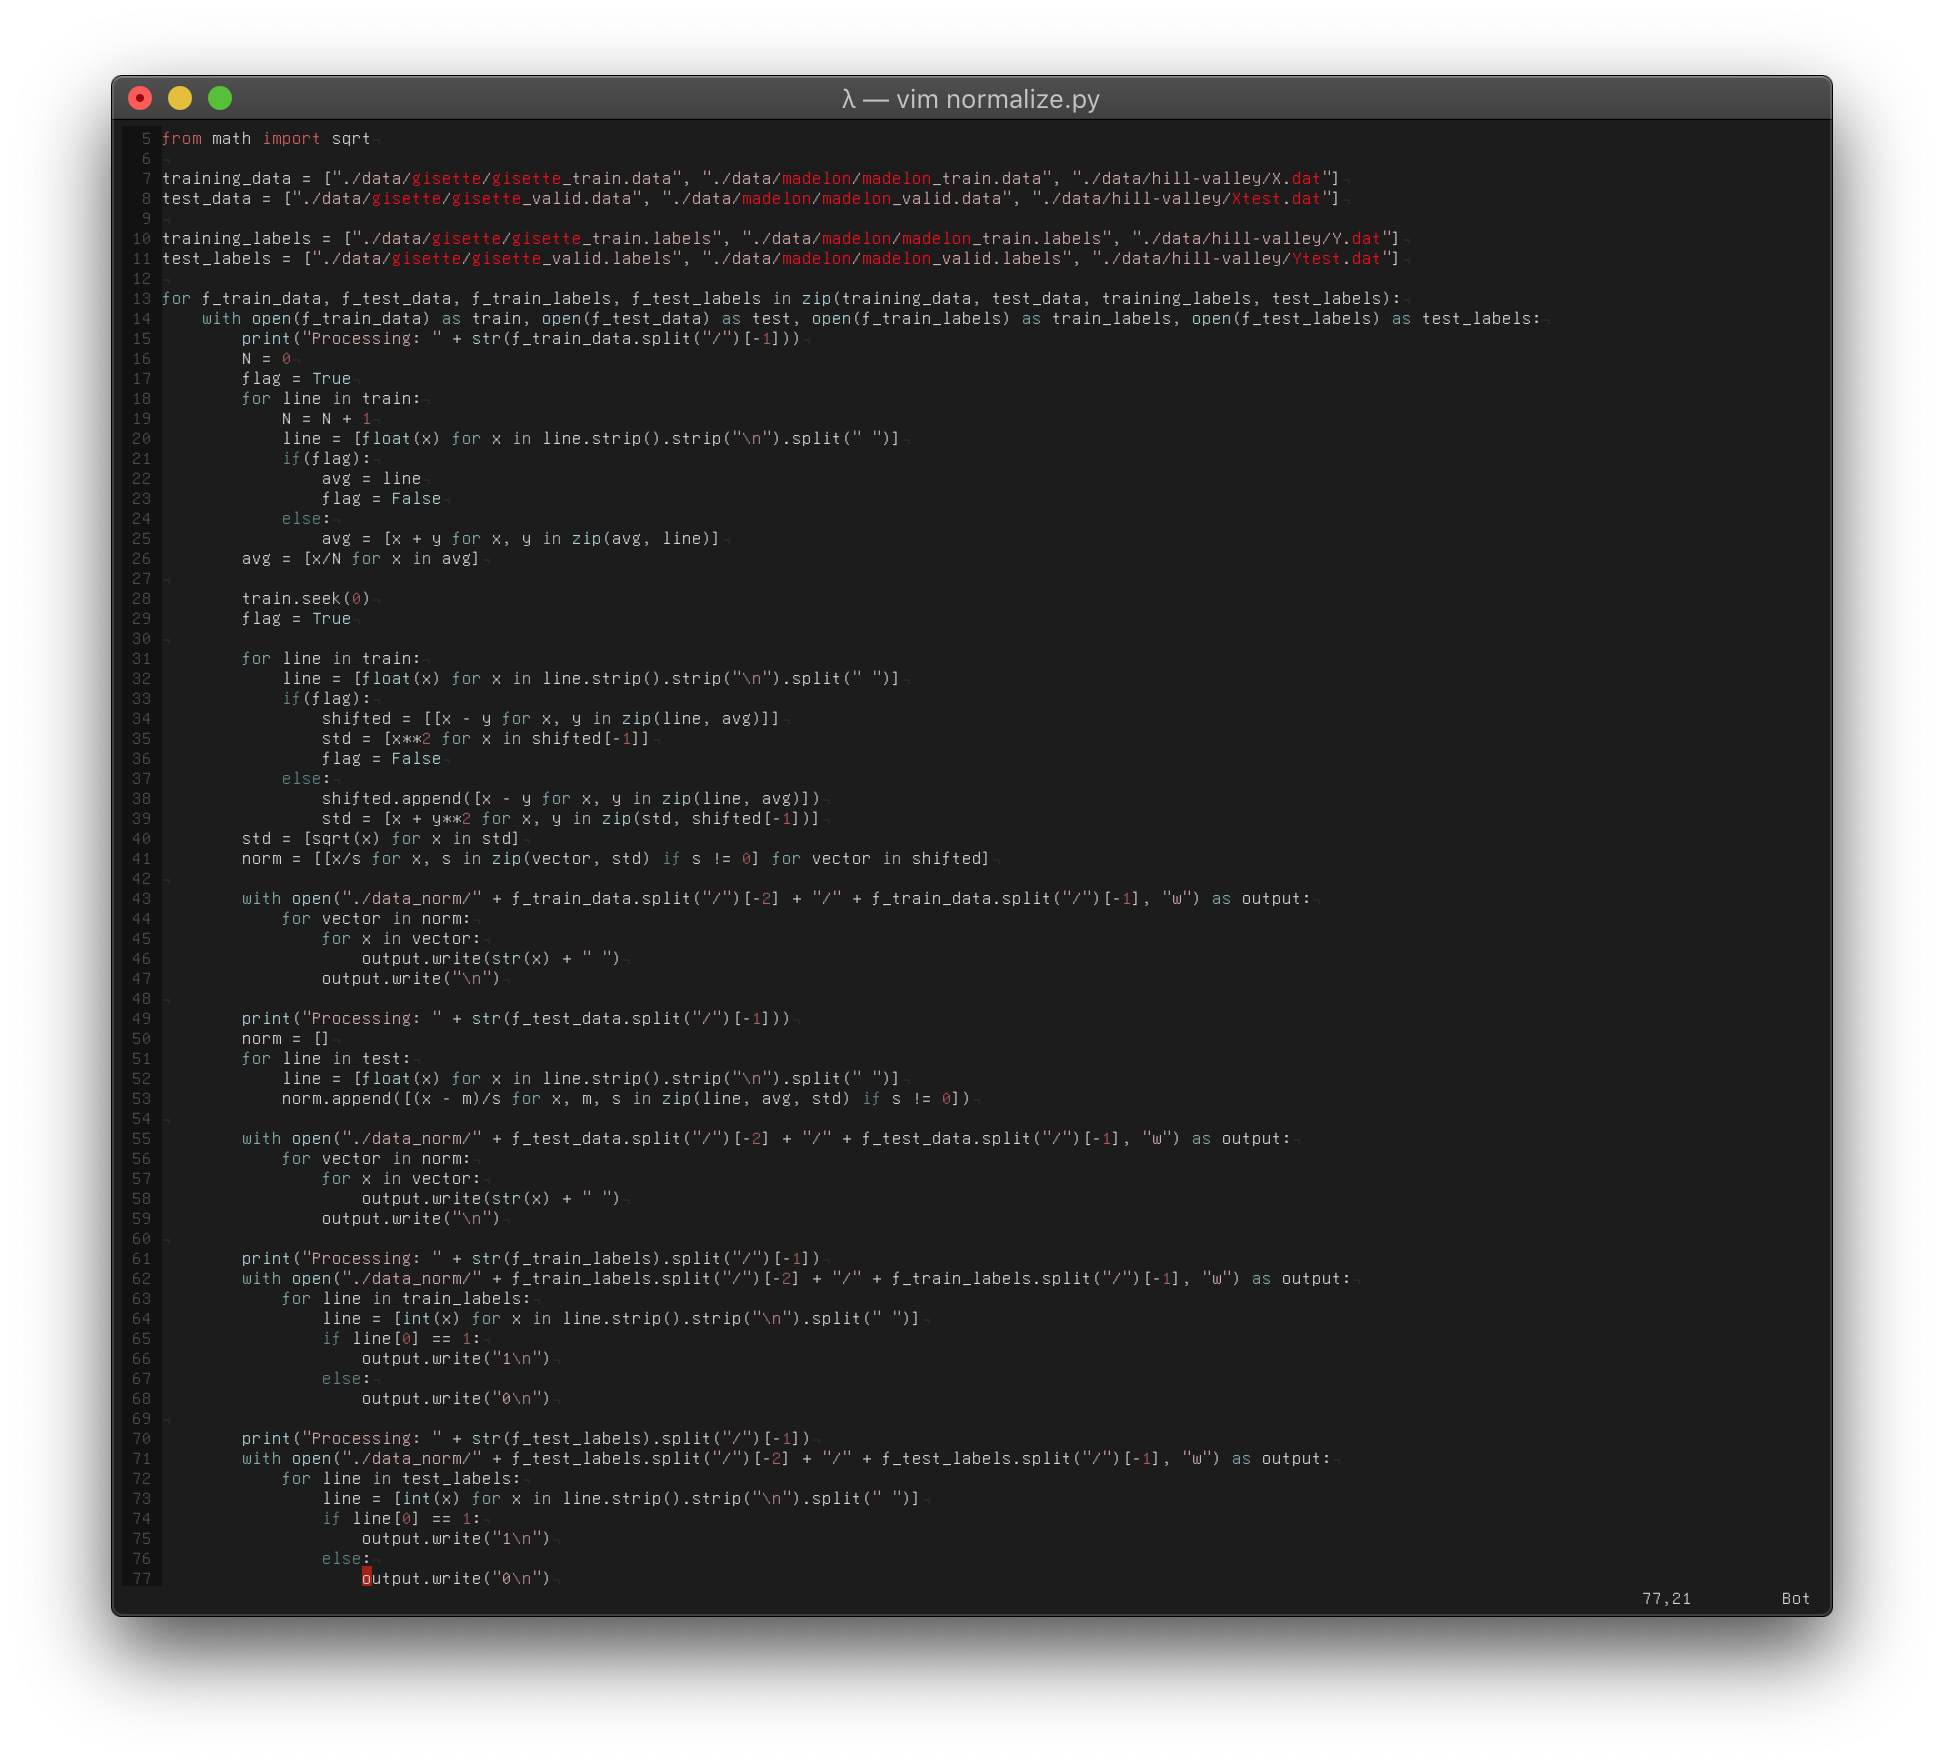 λ — vim normalize.py
5 from math import sqrt¬
6 ¬
7 training_data = ["./data/gisette/gisette_train.data", "./data/madelon/madelon_train.data", "./data/hill-valley/X.dat"]¬
8 test_data = ["./data/gisette/gisette_valid.data", "./data/madelon/madelon_valid.data", "./data/hill-valley/Xtest.dat"]¬
9 ¬
10 training_labels = ["./data/gisette/gisette_train.labels", "./data/madelon/madelon_train.labels", "./data/hill-valley/Y.dat"]¬
11 test_labels = ["./data/gisette/gisette_valid.labels", "./data/madelon/madelon_valid.labels", "./data/hill-valley/Ytest.dat"]¬
12 ¬
13 for f_train_data, f_test_data, f_train_labels, f_test_labels in zip(training_data, test_data, training_labels, test_labels):¬
14     with open(f_train_data) as train, open(f_test_data) as test, open(f_train_labels) as train_labels, open(f_test_labels) as test_labels:¬
15         print("Processing: " + str(f_train_data.split("/")[-1]))¬
16         N = 0¬
17         flag = True¬
18         for line in train:¬
19             N = N + 1¬
20             line = [float(x) for x in line.strip().strip("\n").split(" ")]¬
21             if(flag):¬
22                 avg = line¬
23                 flag = False¬
24             else:¬
25                 avg = [x + y for x, y in zip(avg, line)]¬
26         avg = [x/N for x in avg]¬
27 ¬
28         train.seek(0)¬
29         flag = True¬
30 ¬
31         for line in train:¬
32             line = [float(x) for x in line.strip().strip("\n").split(" ")]¬
33             if(flag):¬
34                 shifted = [[x - y for x, y in zip(line, avg)]]¬
35                 std = [x**2 for x in shifted[-1]]¬
36                 flag = False¬
37             else:¬
38                 shifted.append([x - y for x, y in zip(line, avg)])¬
39                 std = [x + y**2 for x, y in zip(std, shifted[-1])]¬
40         std = [sqrt(x) for x in std]¬
41         norm = [[x/s for x, s in zip(vector, std) if s != 0] for vector in shifted]¬
42 ¬
43         with open("./data_norm/" + f_train_data.split("/")[-2] + "/" + f_train_data.split("/")[-1], "w") as output:¬
44             for vector in norm:¬
45                 for x in vector:¬
46                     output.write(str(x) + " ")¬
47                 output.write("\n")¬
48 ¬
49         print("Processing: " + str(f_test_data.split("/")[-1]))¬
50         norm = []¬
51         for line in test:¬
52             line = [float(x) for x in line.strip().strip("\n").split(" ")]¬
53             norm.append([(x - m)/s for x, m, s in zip(line, avg, std) if s != 0])¬
54 ¬
55         with open("./data_norm/" + f_test_data.split("/")[-2] + "/" + f_test_data.split("/")[-1], "w") as output:¬
56             for vector in norm:¬
57                 for x in vector:¬
58                     output.write(str(x) + " ")¬
59                 output.write("\n")¬
60 ¬
61         print("Processing: " + str(f_train_labels).split("/")[-1])¬
62         with open("./data_norm/" + f_train_labels.split("/")[-2] + "/" + f_train_labels.split("/")[-1], "w") as output:¬
63             for line in train_labels:¬
64                 line = [int(x) for x in line.strip().strip("\n").split(" ")]¬
65                 if line[0] == 1:¬
66                     output.write("1\n")¬
67                 else:¬
68                     output.write("0\n")¬
69 ¬
70         print("Processing: " + str(f_test_labels).split("/")[-1])¬
71         with open("./data_norm/" + f_test_labels.split("/")[-2] + "/" + f_test_labels.split("/")[-1], "w") as output:¬
72             for line in test_labels:¬
73                 line = [int(x) for x in line.strip().strip("\n").split(" ")]¬
74                 if line[0] == 1:¬
75                     output.write("1\n")¬
76                 else:¬
77                     output.write("0\n")¬
77,21 Bot